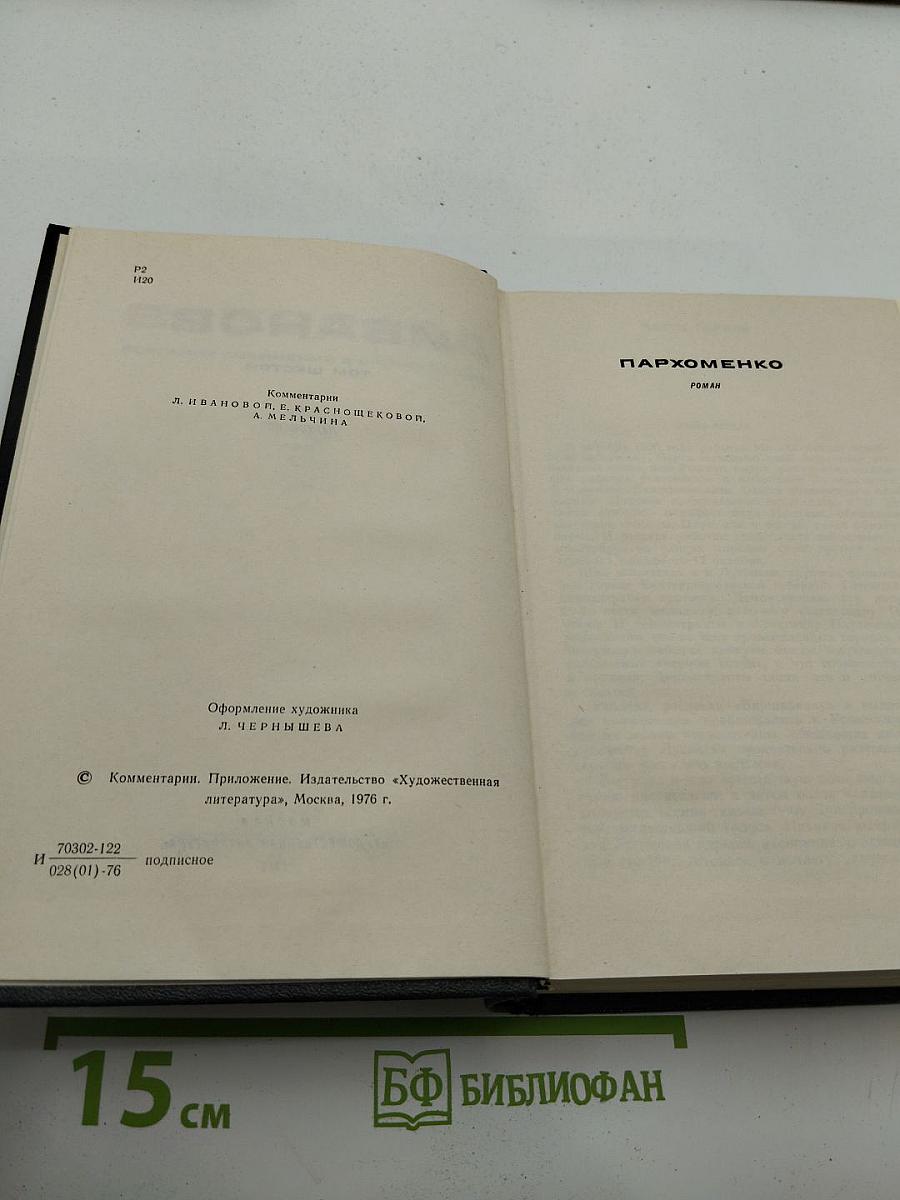 Р2
И20
Комментарии
Л. ИВАНОВОЙ, Е. КРАСНОЩЕКОВОЙ,
А. МЕЛЬЧИНА
Оформление художника
Л. ЧЕРНЫШЕВА
© Комментарии. Приложение. Издательство «Художественная
литература», Москва, 1976 г.
И 70302-122
028(01)-76 подписное
ПАРХОМЕНКО
РОМАН
15 см
БФ БИБЛИОФАН